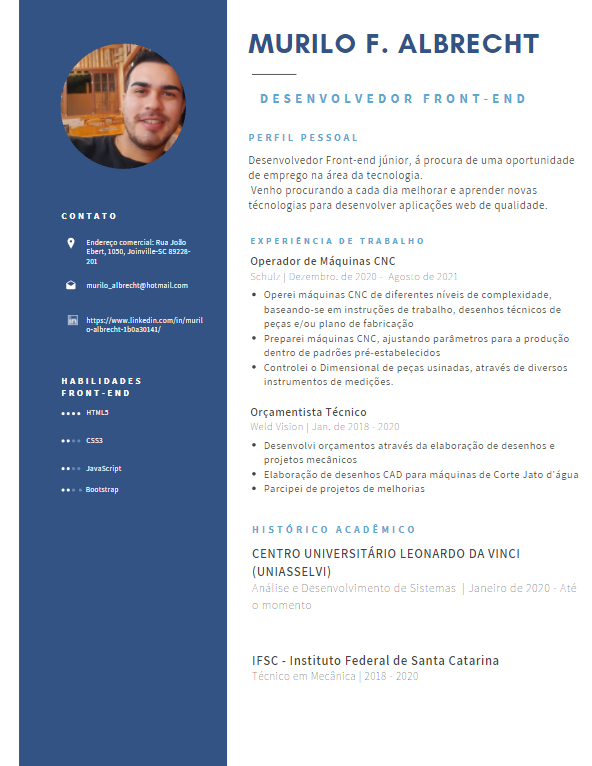 MURILO F. ALBRECHT
DESENVOLVEDOR FRONT-END
PERFIL PESSOAL
Desenvolvedor Front-end júnior, á procura de uma oportunidade
de emprego na área da tecnologia.
Venho procurando a cada dia melhorar e aprender novas
técnologias para desenvolver aplicações web de qualidade.
CONTATO
Endereço comercial: Rua João
Ebert, 1050, Joinville-SC 89228-
201
murilo_albrecht@hotmail.com
https://www.linkedin.com/in/muril
o-albrecht-1b0a30141/
HABILIDADES
FRONT-END
HTML5
CSS3
JavaScript
Bootstrap
EXPERIÊNCIA DE TRABALHO
Operador de Máquinas CNC
Schulz | Dezembro. de 2020 - Agosto de 2021
• Operei máquinas CNC de diferentes níveis de complexidade,
baseando-se em instruções de trabalho, desenhos técnicos de
peças e/ou plano de fabricação
• Preparei máquinas CNC, ajustando parâmetros para a produção
dentro de padrões pré-estabelecidos
• Controlei o Dimensional de peças usinadas, através de diversos
instrumentos de medições.
Orçamentista Técnico
Weld Vision | Jan. de 2018 - 2020
• Desenvolvi orçamentos através da elaboração de desenhos e
projetos mecânicos
• Elaboração de desenhos CAD para máquinas de Corte Jato d'água
• Parcipei de projetos de melhorias
HISTÓRICO ACADÊMICO
CENTRO UNIVERSITÁRIO LEONARDO DA VINCI
(UNIASSELVI)
Análise e Desenvolvimento de Sistemas | Janeiro de 2020 - Até
o momento
IFSC - Instituto Federal de Santa Catarina
Técnico em Mecânica | 2018 - 2020